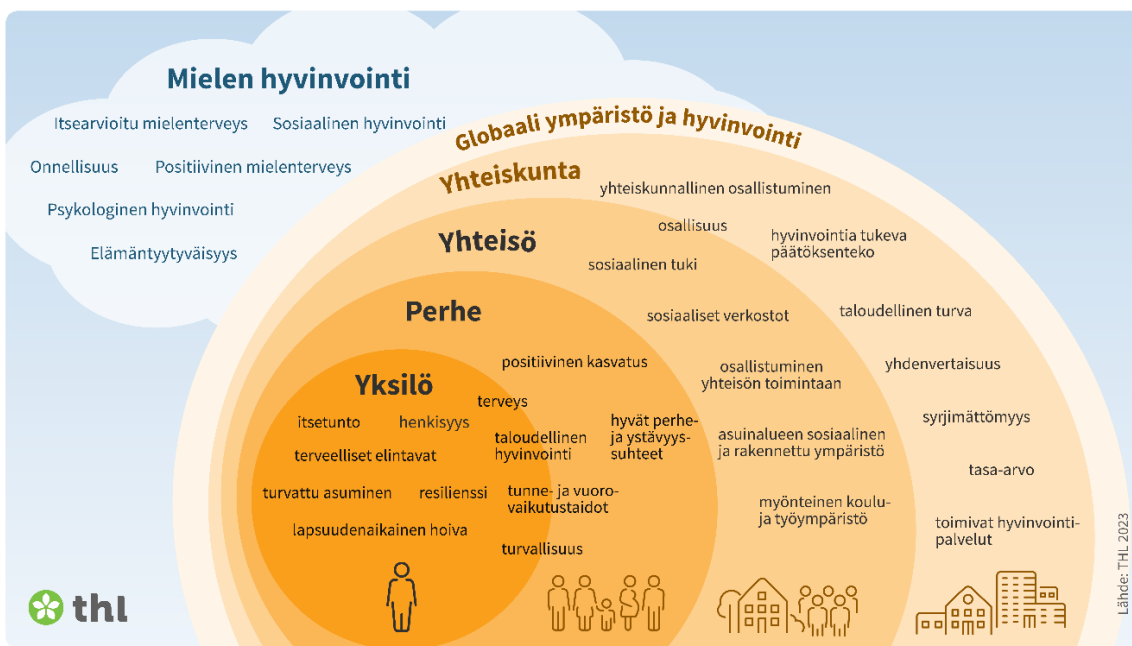 Mielen hyvinvointi
Itsearvioitu mielenterveys
Sosiaalinen hyvinvointi
Onnellisuus
Positiivinen mielenterveys
Psykologinen hyvinvointi
Elämäntyytyväisyys
Globaali ympäristö ja hyvinvointi
Yhteiskunta
yhteiskunnallinen osallistuminen
osallisuus
hyvinvointia tukeva
päätöksenteko
taloudellinen turva
yhdenvertaisuus
syrjimättömyys
tasa-arvo
toimivat hyvinvointi-
palvelut
Yhteisö
sosiaalinen tuki
sosiaaliset verkostot
osallistuminen
yhteisön toimintaan
asuinalueen sosiaalinen
ja rakennettu ympäristö
myönteinen koulu-
ja työympäristö
Perhe
positiivinen kasvatus
hyvät perhe-
ja ystävyys-
suhteet
terveys
taloudellinen
hyvinvointi
tunne- ja vuoro-
vaikutustaidot
turvallisuus
Yksilö
itsetunto
henkisyys
terveelliset elintavat
turvattu asuminen
resilienssi
lapsuudenaikainen hoiva
thl
Lähde: THL 2023